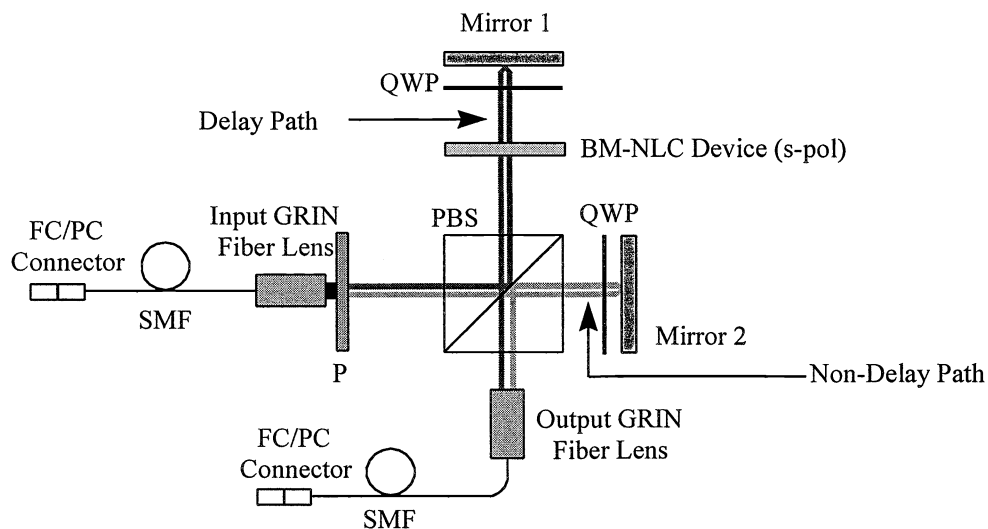 Mirror 1
QWP
Delay Path
BM-NLC Device (s-pol)
Input GRIN
Fiber Lens
PBS
QWP
FC/PC
Connector
SMF
P
Mirror 2
Non-Delay Path
Output GRIN
Fiber Lens
FC/PC
Connector
SMF